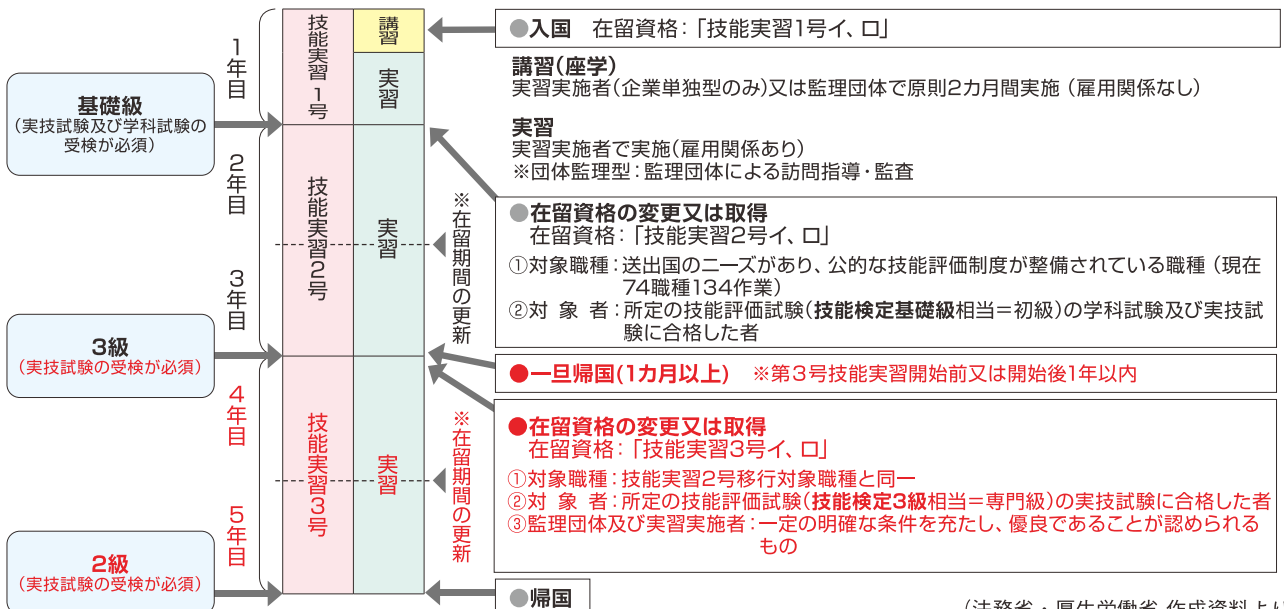 基礎級
(実技試験及び学科試験の
受検が必須)
3級
(実技試験の受検が必須)
2級
(実技試験の受検が必須)
1年目
2年目
3年目
4年目
5年目
技能実習1号
講習
実習
技能実習2号
実習
※在留期間の更新
技能実習3号
実習
※在留期間の更新
●入国 在留資格:「技能実習1号イ、ロ」
講習(座学)
実習実施者(企業単独型のみ)又は監理団体で原則2カ月間実施 (雇用関係なし)
実習
実習実施者で実施(雇用関係あり)
※団体監理型:監理団体による訪問指導・監査
●在留資格の変更又は取得
在留資格:「技能実習2号イ、ロ」
①対象職種:送出国のニーズがあり、公的な技能評価制度が整備されている職種 (現在
74職種134作業)
②対象者:所定の技能評価試験(技能検定基礎級相当=初級)の学科試験及び実技試
験に合格した者
●一旦帰国(1カ月以上) ※第3号技能実習開始前又は開始後1年以内
●在留資格の変更又は取得
在留資格:「技能実習3号イ、ロ」
①対象職種:技能実習2号移行対象職種と同一
②対象者:所定の技能評価試験(技能検定3級相当=専門級)の実技試験に合格した者
③監理団体及び実習実施者:一定の明確な条件を充たし、優良であることが認められる
もの
●帰国
(法務省・厚生労働省 作成資料より